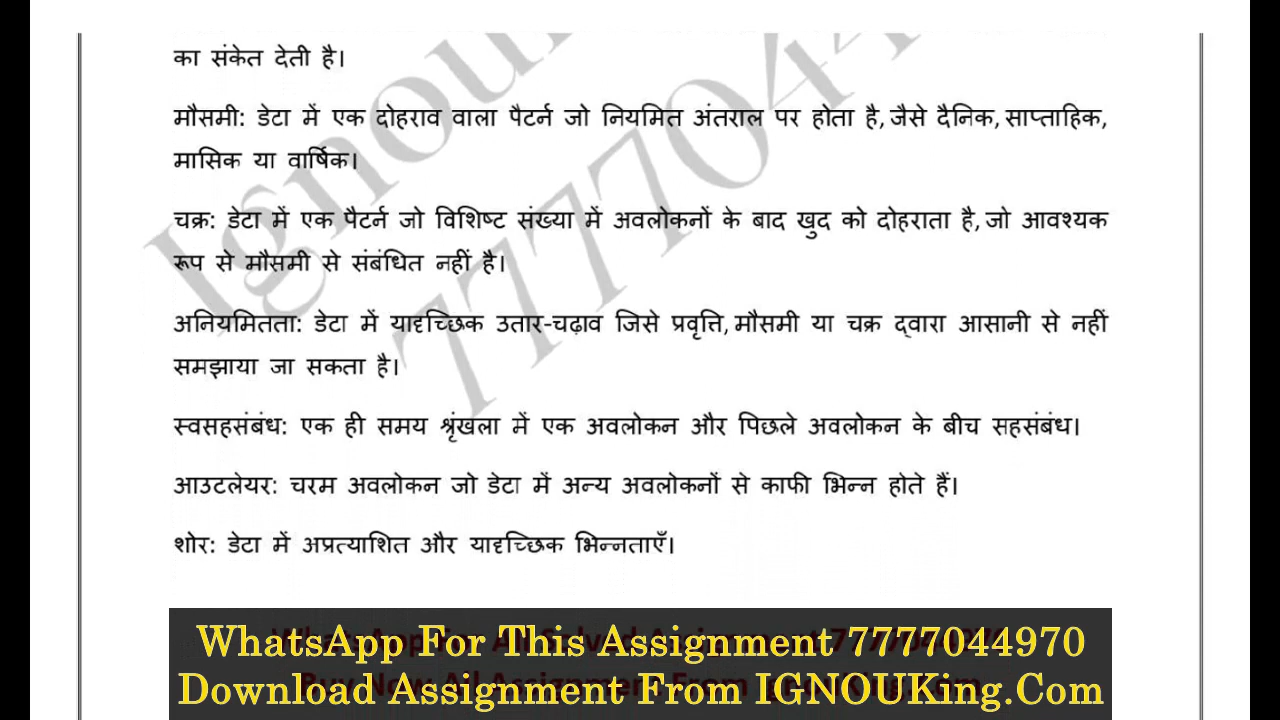 का संकेत देती है।
मौसमी: डेटा में एक दोहराव वाला पैटर्न जो नियमित अंतराल पर होता है, जैसे दैनिक, साप्ताहिक,
मासिक या वार्षिक।
चक्र: डेटा में एक पैटर्न जो विशिष्ट संख्या में अवलोकनों के बाद खुद को दोहराता है, जो आवश्यक
रूप से मौसमी से संबंधित नहीं है।
अनियमितता: डेटा में यादृच्छिक उतार-चढ़ाव जिसे प्रवृत्ति, मौसमी या चक्र द्वारा आसानी से नहीं
समझाया जा सकता है।
स्वसहसंबंध: एक ही समय श्रृंखला में एक अवलोकन और पिछले अवलोकन के बीच सहसंबंध।
आउटलेयर: चरम अवलोकन जो डेटा में अन्य अवलोकनों से काफी भिन्न होते हैं।
शोर: डेटा में अप्रत्याशित और यादृच्छिक भिन्नताएँ।
Ignou
7777044
WhatsApp For This Assignment 7777044970
Download Assignment From IGNOUKing.Com